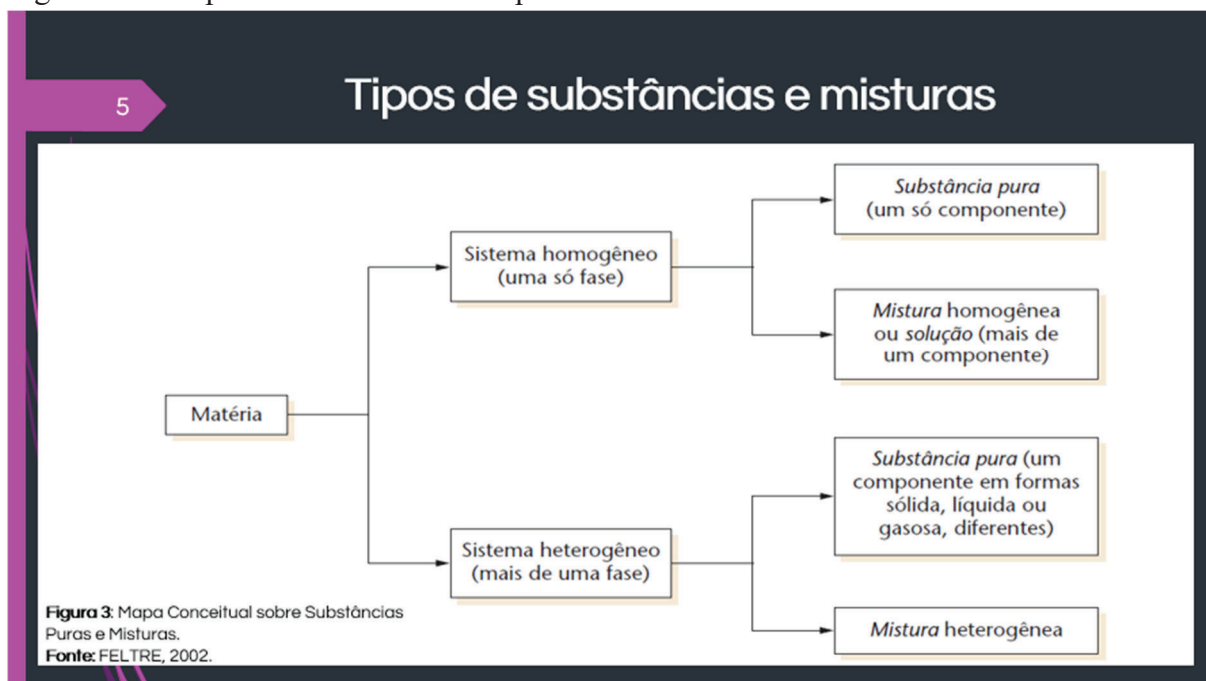 5
Tipos de substâncias e misturas
Matéria
Sistema homogêneo
(uma só fase)
Substância pura
(um só componente)
Mistura homogênea
ou solução (mais de
um componente)
Sistema heterogêneo
(mais de uma fase)
Substância pura (um
componente em formas
sólida, líquida ou
gasosa, diferentes)
Mistura heterogênea
Figura 3: Mapa Conceitual sobre Substâncias
Puras e Misturas.
Fonte: FELTRE, 2002.